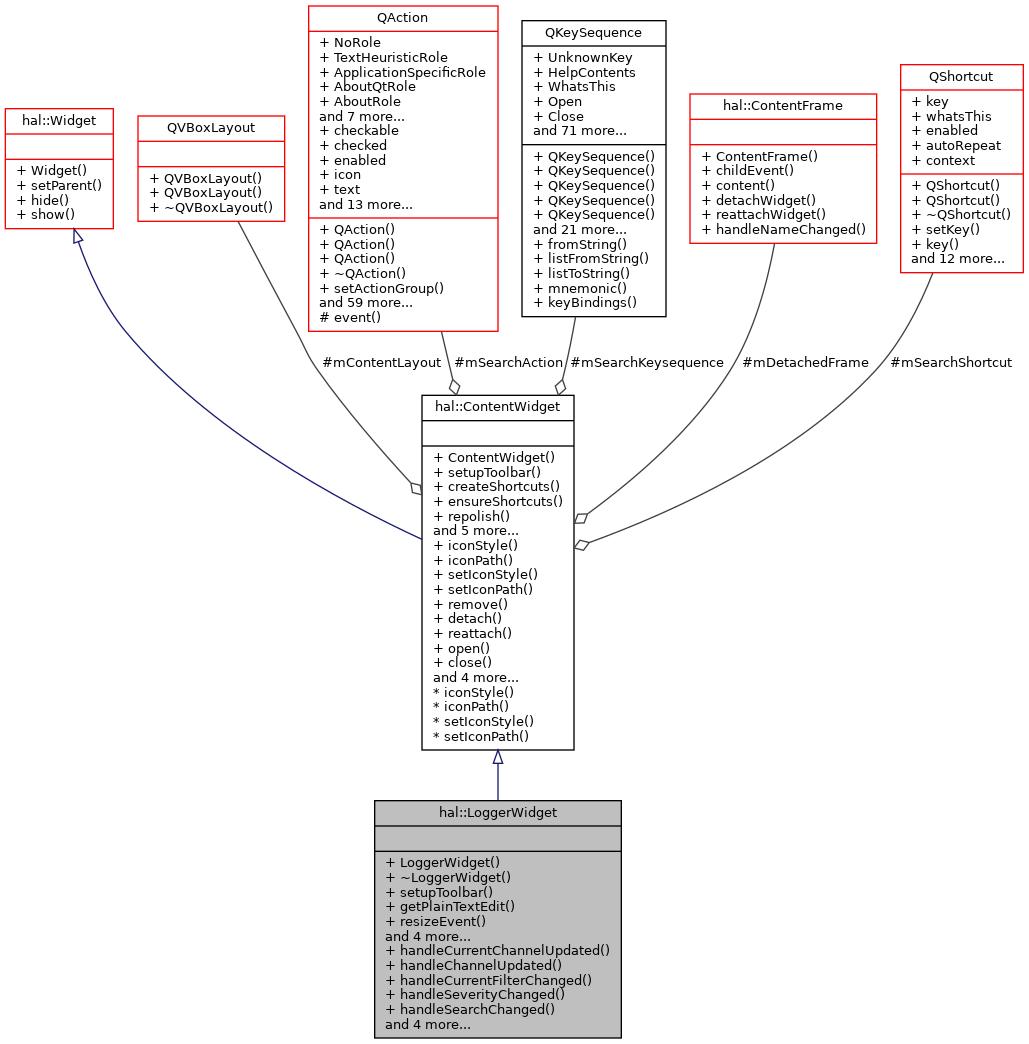 QAction
+ NoRole
+ TextHeuristicRole
+ ApplicationSpecificRole
+ AboutQtRole
+ AboutRole
and 7 more...
+ checkable
+ checked
+ enabled
+ icon
+ text
and 13 more...
+ QAction()
+ QAction()
+ QAction()
+ ~QAction()
+ setActionGroup()
and 59 more...
# event()
QKeySequence
+ UnknownKey
+ HelpContents
+ WhatsThis
+ Open
+ Close
and 71 more...
+ QKeySequence()
+ QKeySequence()
+ QKeySequence()
+ QKeySequence()
+ QKeySequence()
and 21 more...
+ fromString()
+ listFromString()
+ listToString()
+ mnemonic()
+ keyBindings()
QShortcut
+ key
+ whatsThis
+ enabled
+ autoRepeat
+ context
+ QShortcut()
+ QShortcut()
+ ~QShortcut()
+ setKey()
+ key()
and 12 more...
hal::ContentFrame
+ ContentFrame()
+ childEvent()
+ content()
+ detachWidget()
+ reattachWidget()
+ handleNameChanged()
hal::Widget
+ Widget()
+ setParent()
+ hide()
+ show()
QVBoxLayout
+ QVBoxLayout()
+ QVBoxLayout()
+ ~QVBoxLayout()
#mContentLayout
#mSearchAction
#mSearchKeysequence
#mDetachedFrame
#mSearchShortcut
hal::ContentWidget
+ ContentWidget()
+ setupToolbar()
+ createShortcuts()
+ ensureShortcuts()
+ repolish()
and 5 more...
+ iconStyle()
+ iconPath()
+ setIconStyle()
+ setIconPath()
+ remove()
+ detach()
+ reattach()
+ open()
+ close()
and 4 more...
* iconStyle()
* iconPath()
* setIconStyle()
* setIconPath()
hal::LoggerWidget
+ LoggerWidget()
+ ~LoggerWidget()
+ setupToolbar()
+ getPlainTextEdit()
+ resizeEvent()
and 4 more...
+ handleCurrentChannelUpdated()
+ handleChannelUpdated()
+ handleCurrentFilterChanged()
+ handleSeverityChanged()
+ handleSearchChanged()
and 4 more...